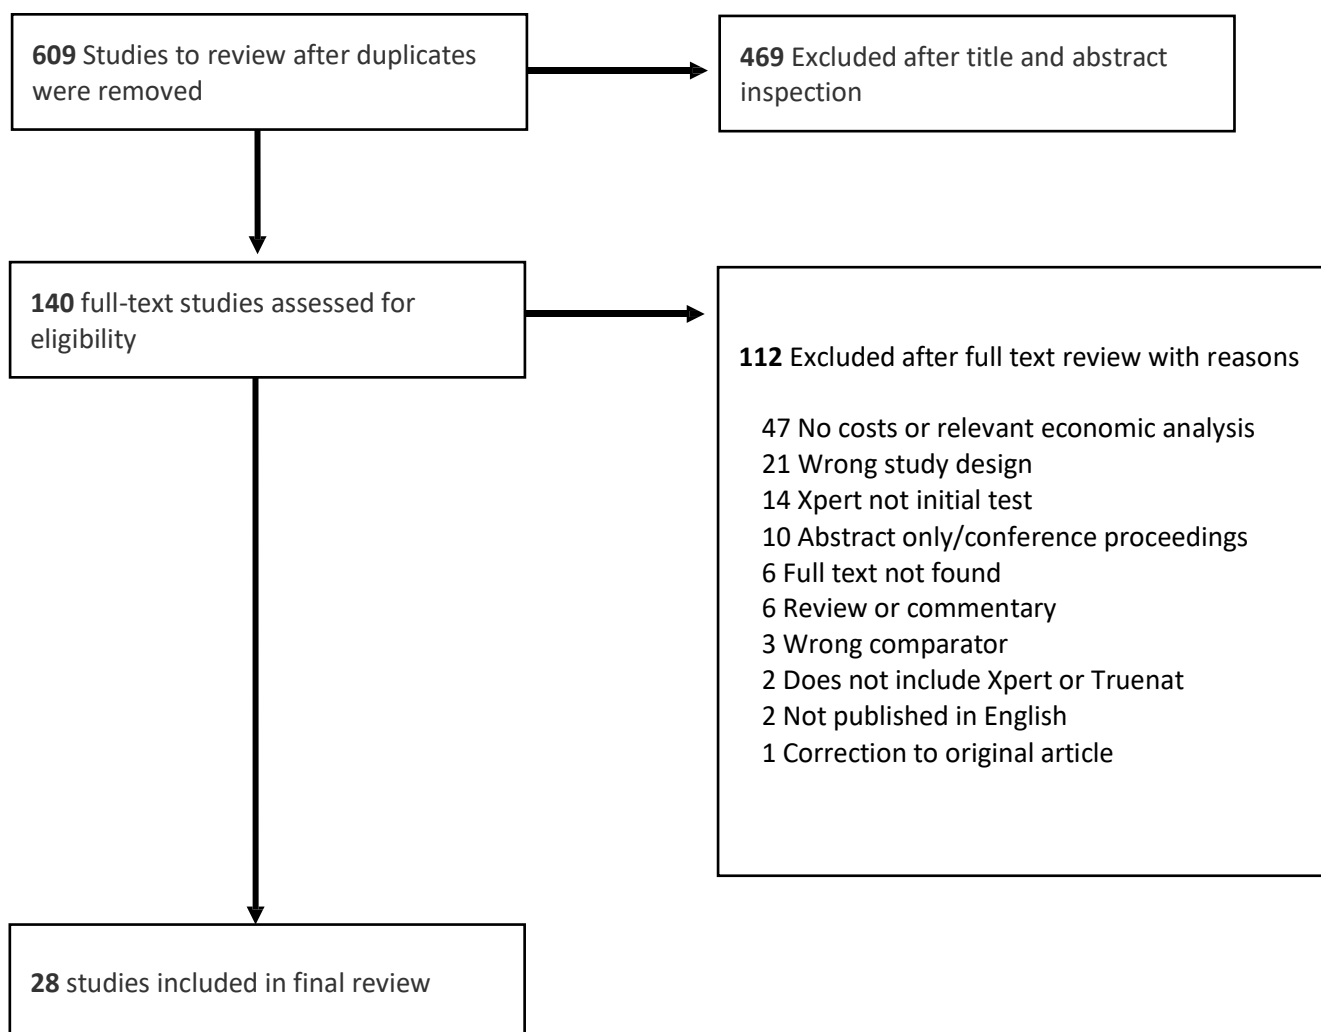 609 Studies to review after duplicates
were removed
469 Excluded after title and abstract
inspection
140 full-text studies assessed for
eligibility
112 Excluded after full text review with reasons
47 No costs or relevant economic analysis
21 Wrong study design
14 Xpert not initial test
10 Abstract only/conference proceedings
6 Full text not found
6 Review or commentary
3 Wrong comparator
2 Does not include Xpert or Truenat
2 Not published in English
1 Correction to original article
28 studies included in final review